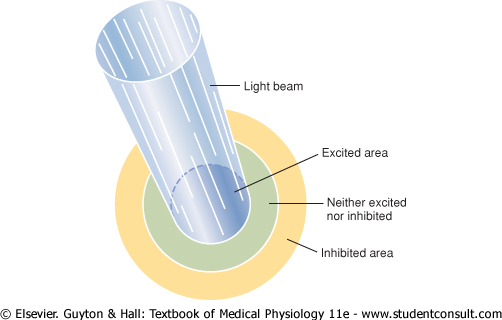 Light beam
Excited area
Neither excited
nor inhibited
Inhibited area
© Elsevier. Guyton & Hall: Textbook of Medical Physiology 11e - www.studentconsult.com